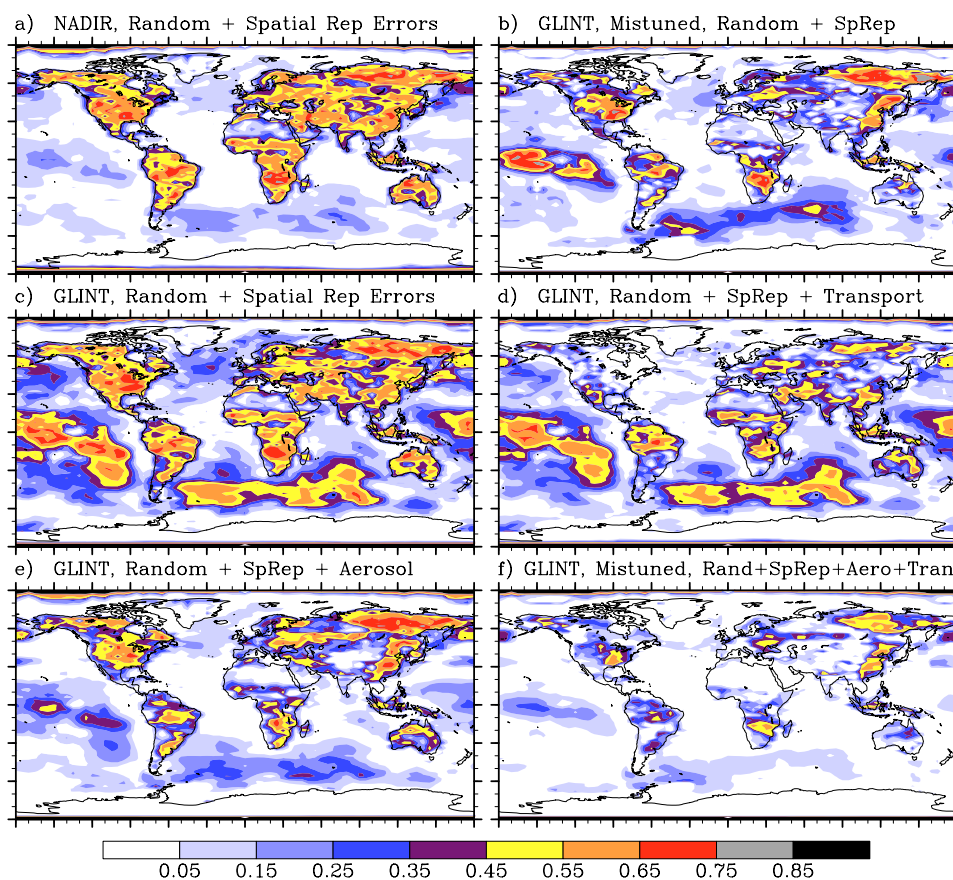 a) NADIR, Random + Spatial Rep Errors
b) GLINT, Mistuned, Random + SpRep
c) GLINT, Random + Spatial Rep Errors
d) GLINT, Random + SpRep + Transport
e) GLINT, Random + SpRep + Aerosol
f) GLINT, Mistuned, Rand+SpRep+Aero+Tran
0.05 0.15 0.25 0.35 0.45 0.55 0.65 0.75 0.85